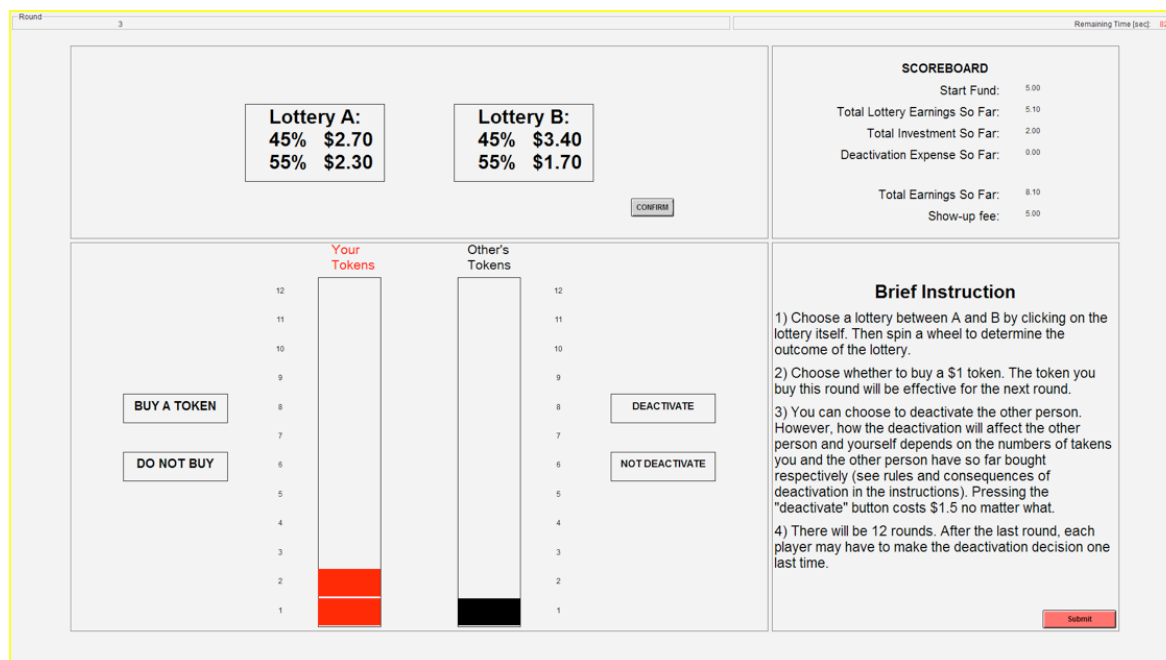 Round
3
Remaining Time [sec]: 82
Lottery A:
45% $2.70
55% $2.30
Lottery B:
45% $3.40
55% $1.70
CONFIRM
SCOREBOARD
Start Fund: 5.00
Total Lottery Earnings So Far: 5.10
Total Investment So Far: 2.00
Deactivation Expense So Far: 0.00
Total Earnings So Far: 8.10
Show-up fee: 5.00
Your
Tokens
Other's
Tokens
12 12
11 11
10 10
9 9
8 8
7 7
6 6
5 5
4 4
3 3
2 2
1 1
BUY A TOKEN
DO NOT BUY
DEACTIVATE
NOT DEACTIVATE
Brief Instruction
1) Choose a lottery between A and B by clicking on the
lottery itself. Then spin a wheel to determine the
outcome of the lottery.
2) Choose whether to buy a $1 token. The token you
buy this round will be effective for the next round.
3) You can choose to deactivate the other person.
However, how the deactivation will affect the other
person and yourself depends on the numbers of takens
you and the other person have so far bought
respectively (see rules and consequences of
deactivation in the instructions). Pressing the
"deactivate" button costs $1.5 no matter what.
4) There will be 12 rounds. After the last round, each
player may have to make the deactivation decision one
last time.
Submit